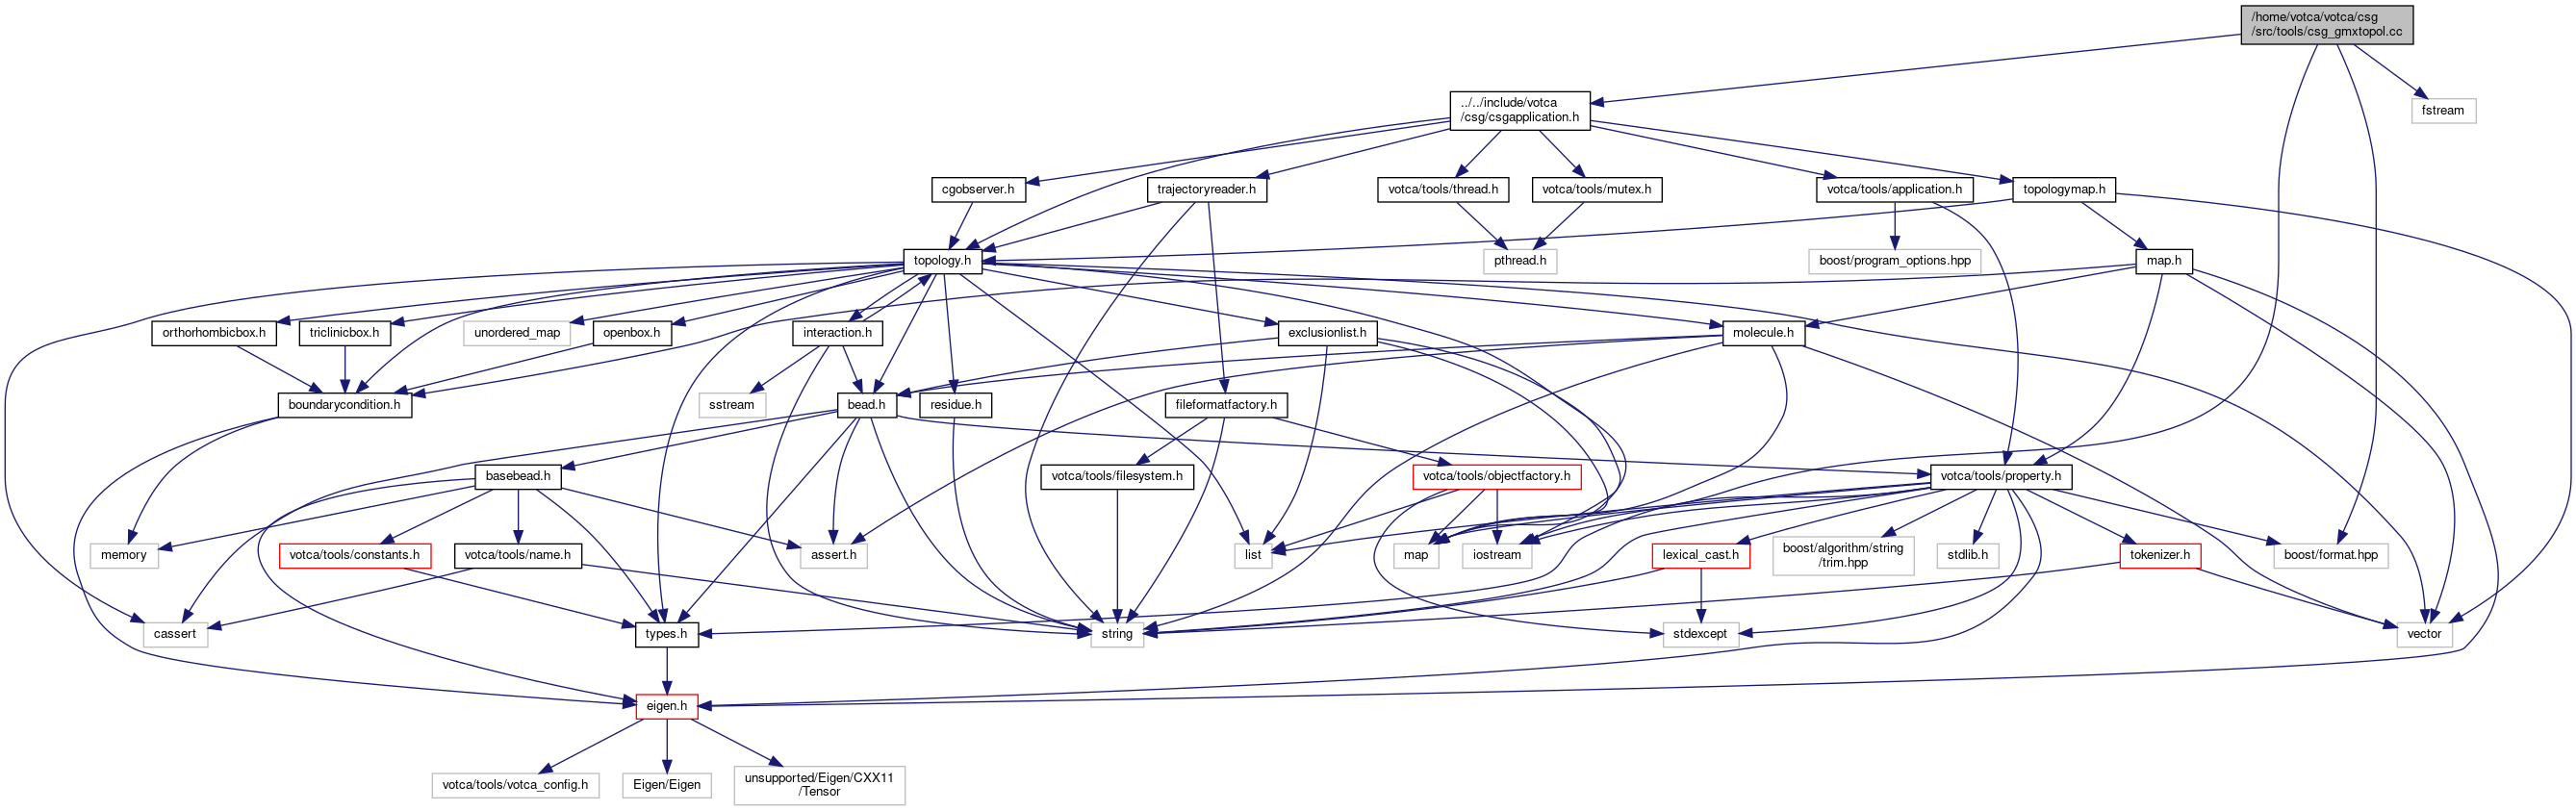 /home/votca/votca/csg
/src/tools/csg_gmxtopol.cc
../../include/votca
/csg/csgapplication.h
fstream
cgobserver.h
trajectoryreader.h
votca/tools/thread.h
votca/tools/mutex.h
votca/tools/application.h
topologymap.h
topology.h
pthread.h
boost/program_options.hpp
map.h
orthorhombicbox.h
triclinicbox.h
unordered_map
openbox.h
interaction.h
exclusionlist.h
molecule.h
boundarycondition.h
sstream
bead.h
residue.h
fileformatfactory.h
basebead.h
votca/tools/filesystem.h
votca/tools/objectfactory.h
votca/tools/property.h
memory
votca/tools/constants.h
votca/tools/name.h
assert.h
list
map
iostream
lexical_cast.h
boost/algorithm/string
/trim.hpp
stdlib.h
tokenizer.h
boost/format.hpp
cassert
types.h
string
stdexcept
vector
eigen.h
votca/tools/votca_config.h
Eigen/Eigen
unsupported/Eigen/CXX11
/Tensor